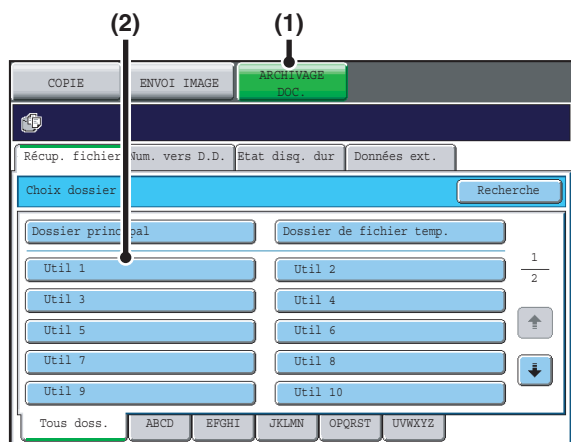 (2) (1)
COPIE ENVOI IMAGE ARCHIVAGE
DOC.
Récup. fichier Num. vers D.D. Etat disq. dur Données ext.
Choix dossier Recherche
Dossier principal Dossier de fichier temp.
Util 1 Util 2 1
2
Util 3 Util 4
Util 5 Util 6
Util 7 Util 8
Util 9 Util 10
Tous doss. ABCD EFGHI JKLMN OPQRST UVWXYZ